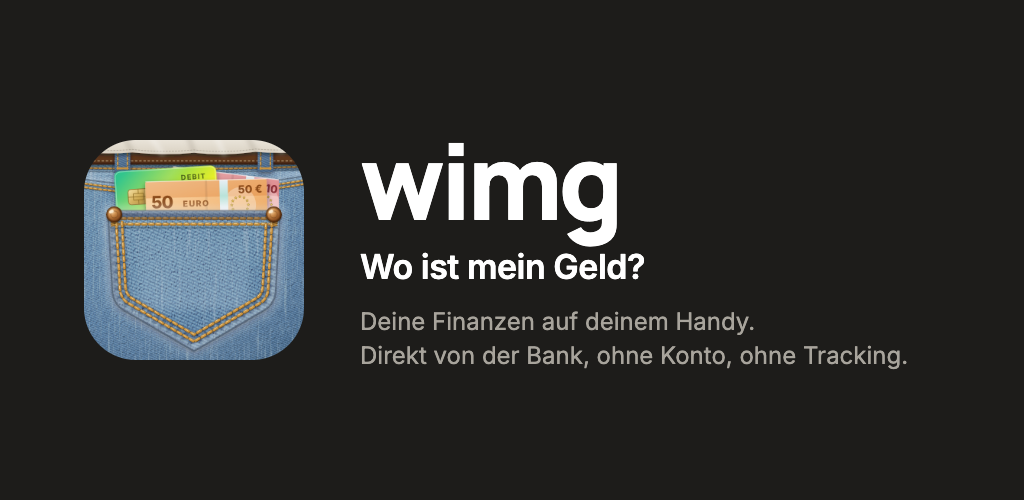 DEBIT
50 € 10
50 EURO
wimg
Wo ist mein Geld?
Deine Finanzen auf deinem Handy.
Direkt von der Bank, ohne Konto, ohne Tracking.